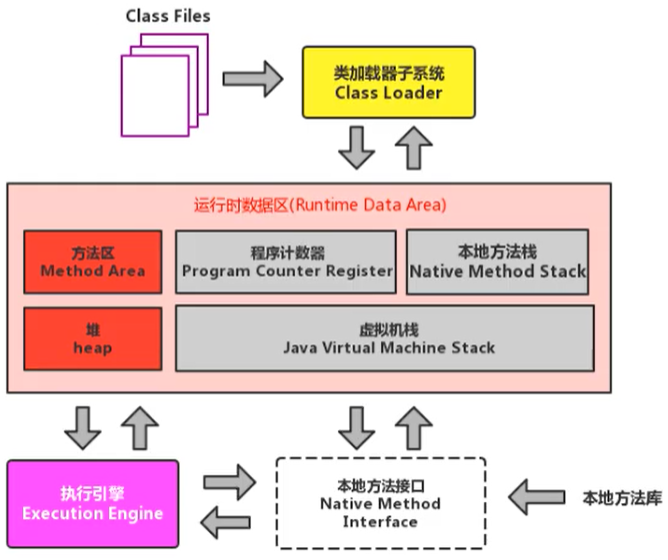 Class Files
类加载器子系统
Class Loader
运行时数据区(Runtime Data Area)
方法区
Method Area
程序计数器
Program Counter Register
本地方法栈
Native Method Stack
堆
heap
虚拟机栈
Java Virtual Machine Stack
执行引擎
Execution Engine
本地方法接口
Native Method
Interface
本地方法库